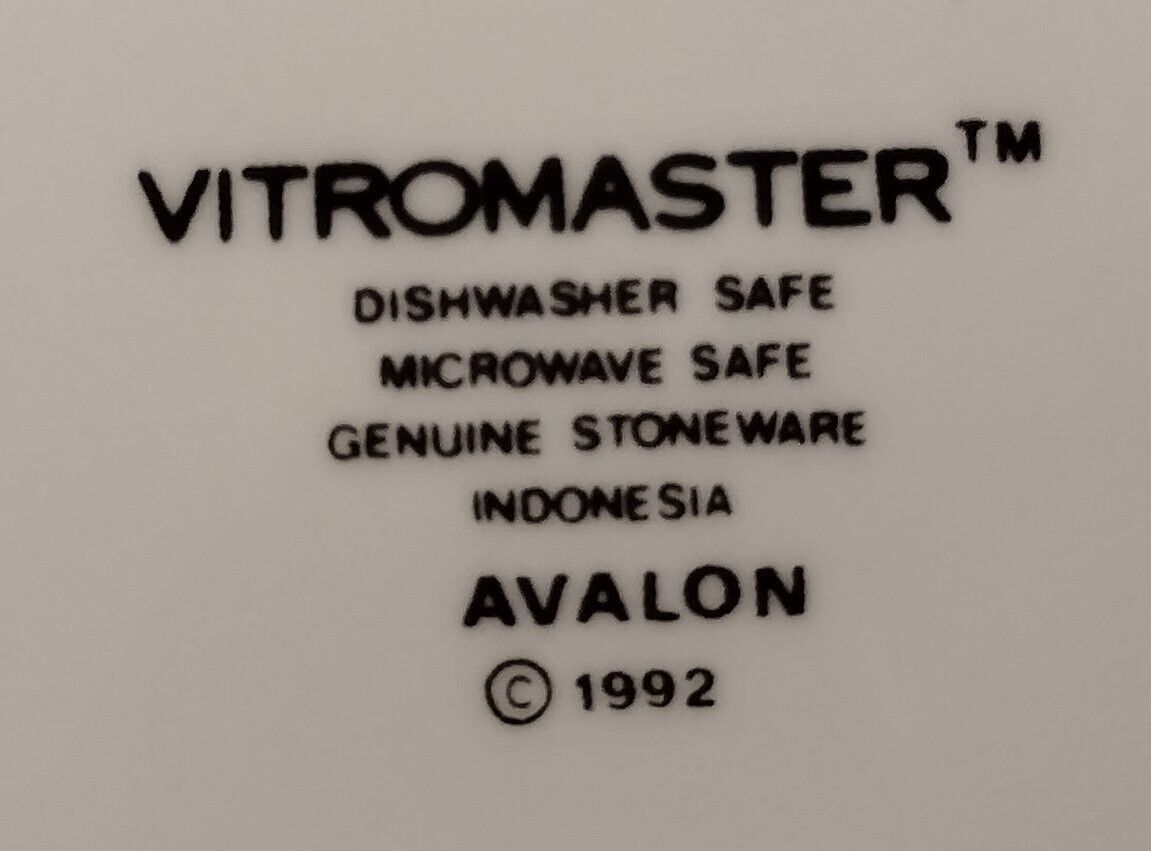 VITROMASTER™
DISHWASHER SAFE
MICROWAVE SAFE
GENUINE STONEWARE
INDONESIA
AVALON
© 1992